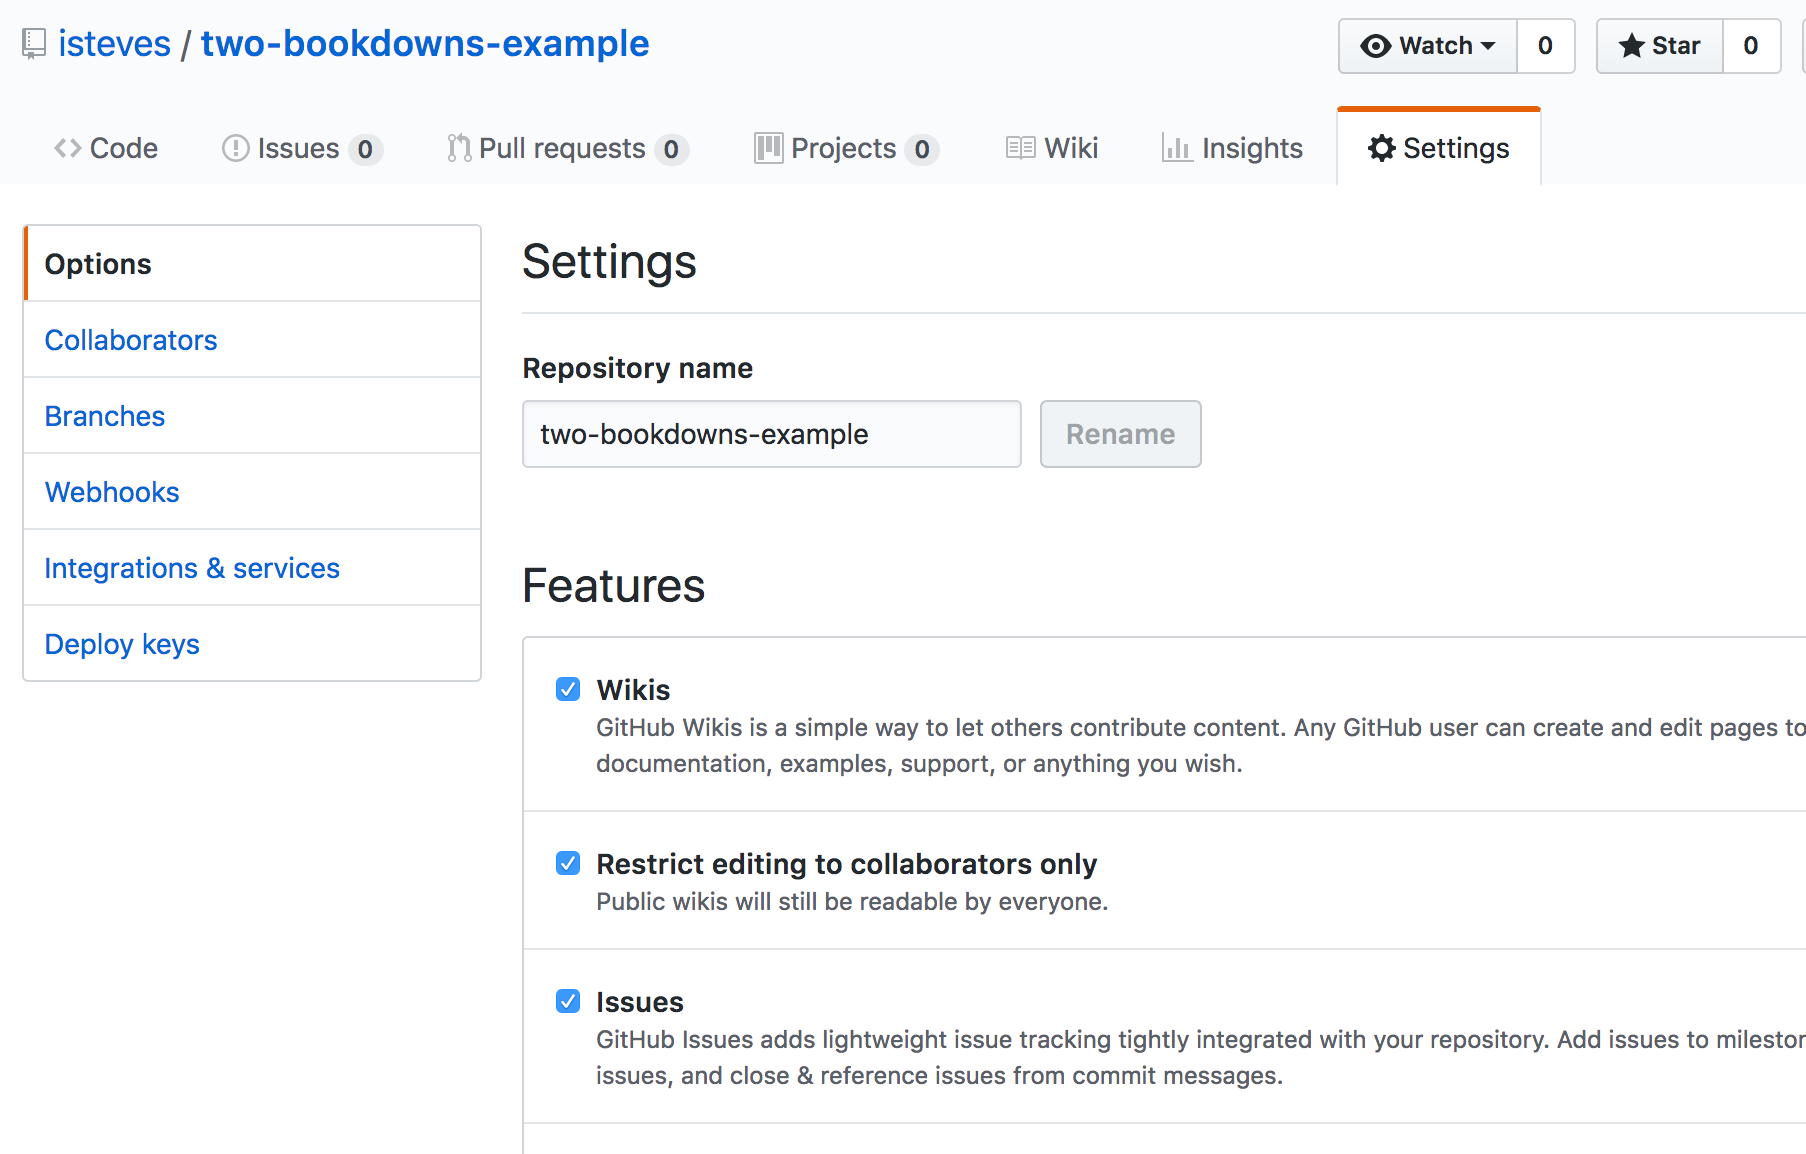 isteves / two-bookdowns-example
Watch 0 Star 0
Code Issues 0 Pull requests 0 Projects 0 Wiki Insights Settings
Options
Collaborators
Branches
Webhooks
Integrations & services
Deploy keys
Settings
Repository name
two-bookdowns-example Rename
Features
Wikis
GitHub Wikis is a simple way to let others contribute content. Any GitHub user can create and edit pages to
documentation, examples, support, or anything you wish.
Restrict editing to collaborators only
Public wikis will still be readable by everyone.
Issues
GitHub Issues adds lightweight issue tracking tightly integrated with your repository. Add issues to
issues, and close & reference issues from commit messages.